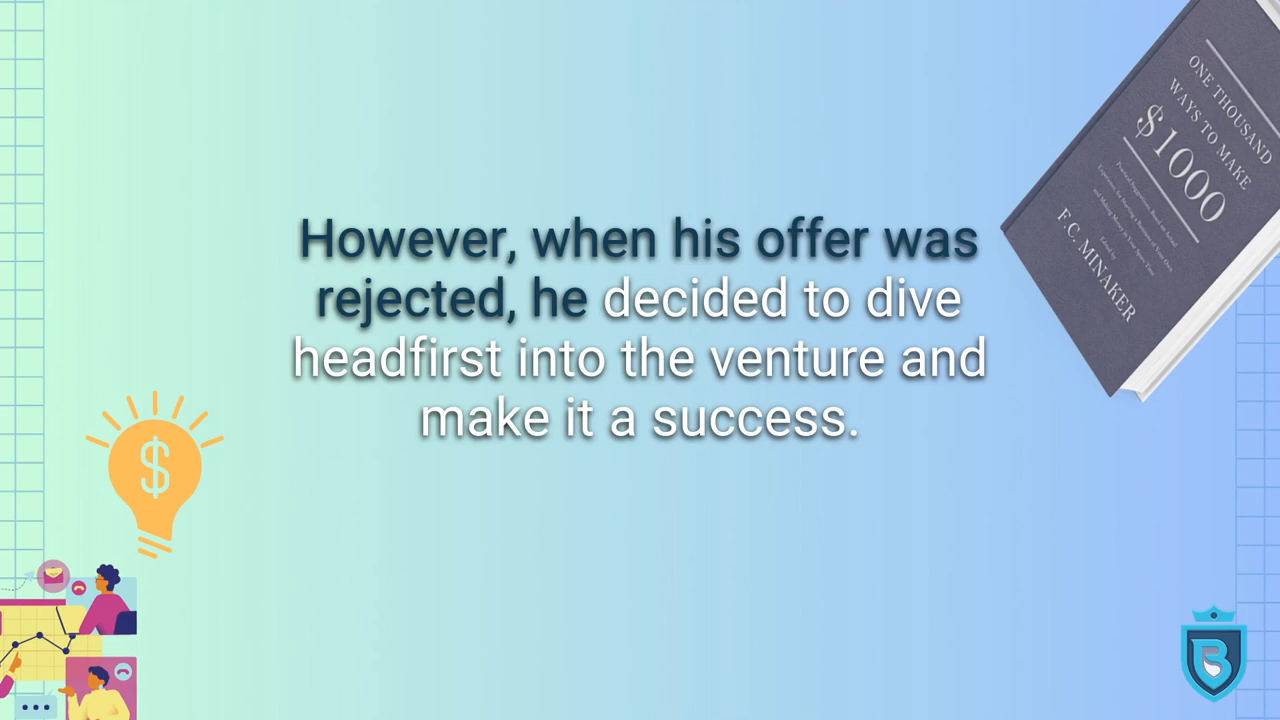 However, when his offer was
rejected, he decided to dive
headfirst into the venture and
make it a success.
ONE THOUSAND
WAYS TO MAKE
$1000
F.C. MINAKER
$
B